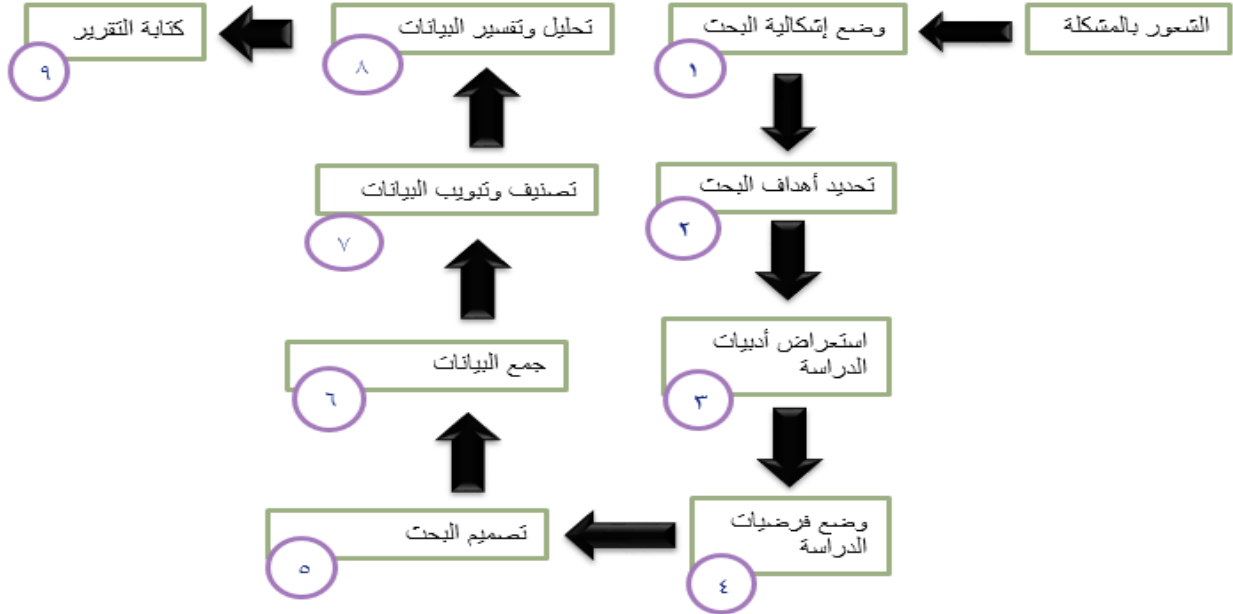 الشعور بالمشكلة
وضع إشكالية البحث
١
تحديد أهداف البحث
٢
استعراض أدبيات
الدراسة
٣
وضع فرضيات
الدراسة
٤
تصميم البحث
٥
جمع البيانات
٦
تصنيف وتبويب البيانات
٧
تحليل وتفسير البيانات
٨
كتابة التقرير
٩